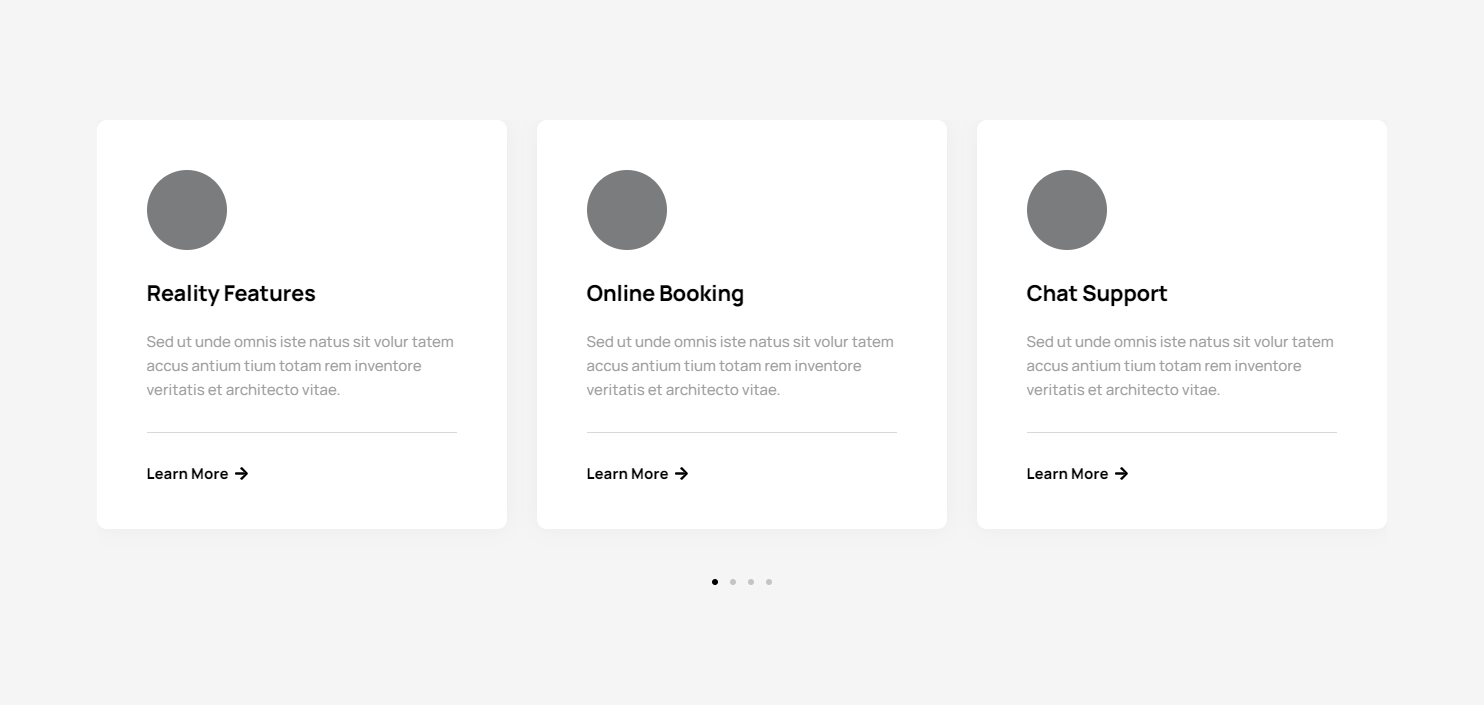 Reality Features
Sed ut unde omnis iste natus sit volur tatem
accus antium tium totam rem inventore
veritatis et architecto vitae.
Learn More
Online Booking
Sed ut unde omnis iste natus sit volur tatem
accus antium tium totam rem inventore
veritatis et architecto vitae.
Learn More
Chat Support
Sed ut unde omnis iste natus sit volur tatem
accus antium tium totam rem inventore
veritatis et architecto vitae.
Learn More